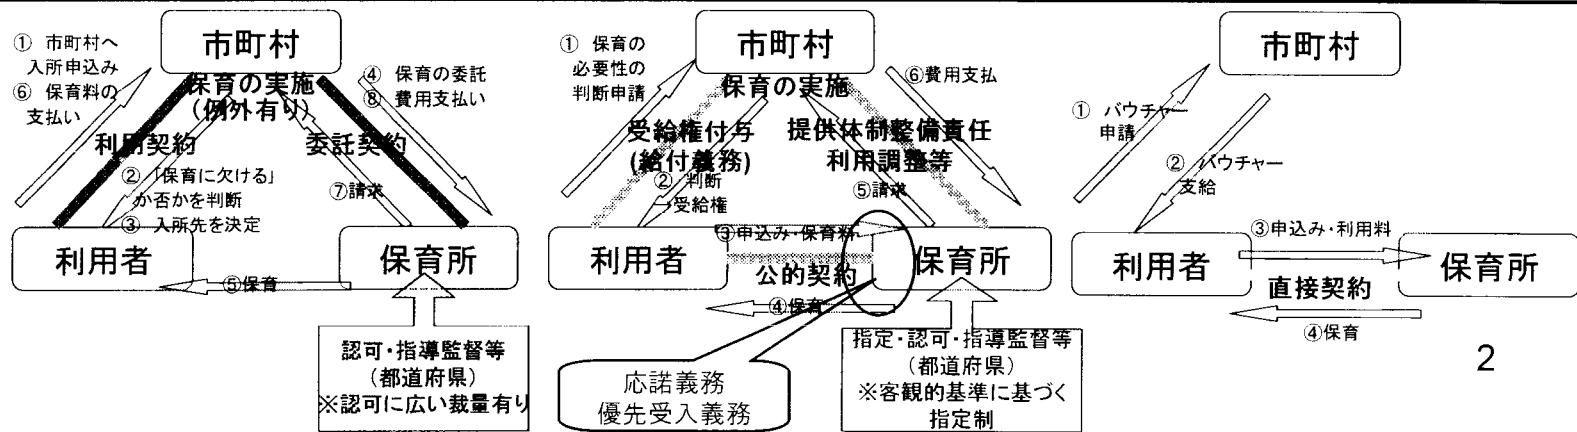 市町村
① 市町村へ
入所申込み
⑥ 保育料の
支払い
保育の実施
(例外有り)
④ 保育の委託
⑧ 費用支払い
利用契約
委託契約
② 「保育に欠ける」
か否かを判断
③ 入所先を決定
⑦請求
利用者
保育所
⑤保育
認可・指導監督等
(都道府県)
※認可に広い裁量有り
市町村
① 保育の
必要性の
判断申請
保育の実施
⑥費用支払
受給権付与
(給付義務)
提供体制整備責任
利用調整等
② 判断
受給権
⑤請求
利用者
③申込み・保育料
保育所
公的契約
④保育
応諾義務
優先受入義務
指定・認可・指導監督等
(都道府県)
※客観的基準に基づく
指定制
市町村
① バウチャー
申請
② バウチャー
支給
利用者
③申込み・利用料
保育所
直接契約
④保育
2